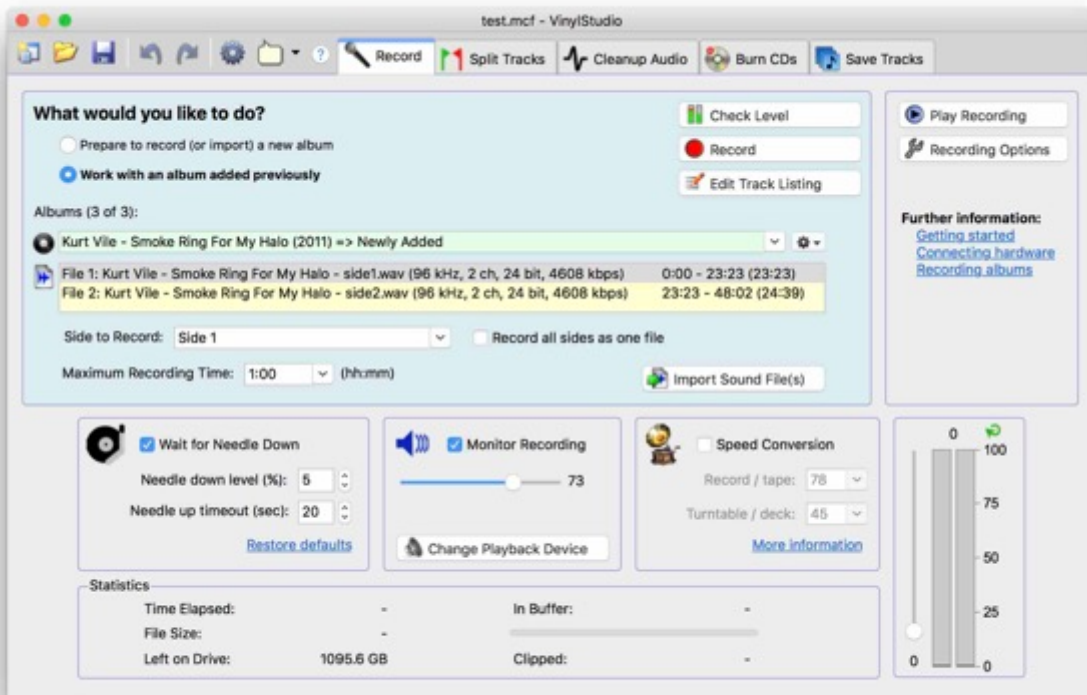 test.mcf - VinylStudio
Record Split Tracks Cleanup Audio Burn CDs Save Tracks
What would you like to do?
Prepare to record (or import) a new album
Work with an album added previously
Check Level
Record
Edit Track Listing
Albums (3 of 3):
Kurt Vile - Smoke Ring For My Halo (2011) => Newly Added
File 1: Kurt Vile - Smoke Ring For My Halo - side1.wav (96 kHz, 2 ch, 24 bit, 4608 kbps) 0:00 - 23:23 (23:23)
File 2: Kurt Vile - Smoke Ring For My Halo - side2.wav (96 kHz, 2 ch, 24 bit, 4608 kbps) 23:23 - 48:02 (24:39)
Side to Record: Side 1 Record all sides as one file
Maximum Recording Time: 1:00 (hh:mm)
Import Sound File(s)
Play Recording
Recording Options
Further information:
Getting started
Connecting hardware
Recording albums
Wait for Needle Down
Needle down level (%): 5
Needle up timeout (sec): 20
Restore defaults
Monitor Recording
73
Change Playback Device
Speed Conversion
Record / tape: 78
Turntable / deck: 45
More information
0
100
75
50
25
0 0
Statistics
Time Elapsed: - In Buffer: -
File Size: -
Left on Drive: 1095.6 GB Clipped: -